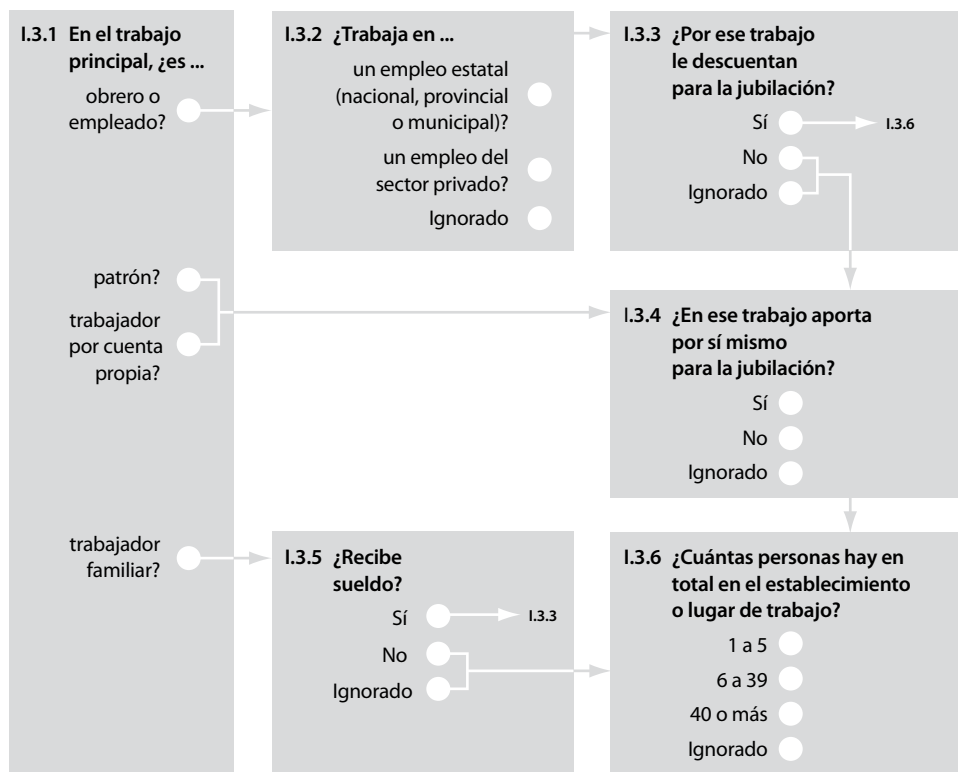 I.3.1 En el trabajo
principal, ¿es ...
obrero o
empleado?
patrón?
trabajador
por cuenta
propia?
trabajador
familiar?
I.3.2 ¿Trabaja en ...
un empleo estatal
(nacional, provincial
o municipal)?
un empleo del
sector privado?
Ignorado
I.3.3 ¿Por ese trabajo
le descuentan
para la jubilación?
Sí I.3.6
No
Ignorado
I.3.4 ¿En ese trabajo aporta
por sí mismo
para la jubilación?
Sí
No
Ignorado
I.3.5 ¿Recibe
sueldo?
Sí I.3.3
No
Ignorado
I.3.6 ¿Cuántas personas hay en
total en el establecimiento
o lugar de trabajo?
1 a 5
6 a 39
40 o más
Ignorado